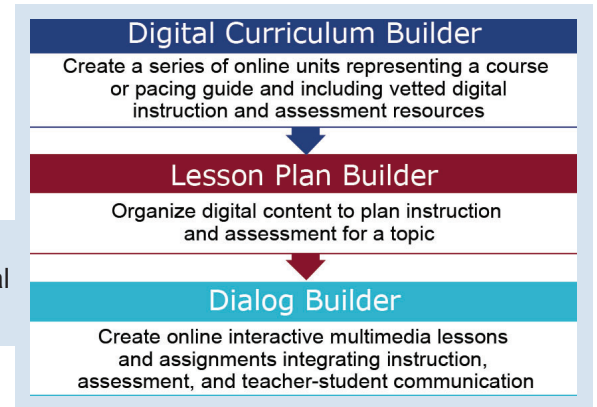 Digital Curriculum Builder
Create a series of online units representing a course
or pacing guide and including vetted digital
instruction and assessment resources
Lesson Plan Builder
Organize digital content to plan instruction
and assessment for a topic
al
Dialog Builder
Create online interactive multimedia lessons
and assignments integrating instruction,
assessment, and teacher-student communication